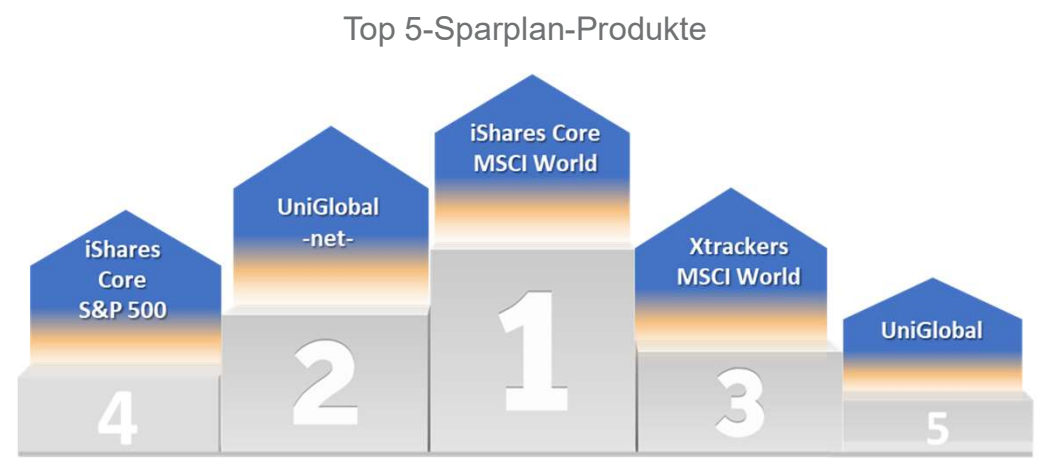 Top 5-Sparplan-Produkte
iShares Core
MSCI World
UniGlobal
-net-
Xtrackers
MSCI World
iShares
Core
S&P 500
UniGlobal
1
2
3
4
5